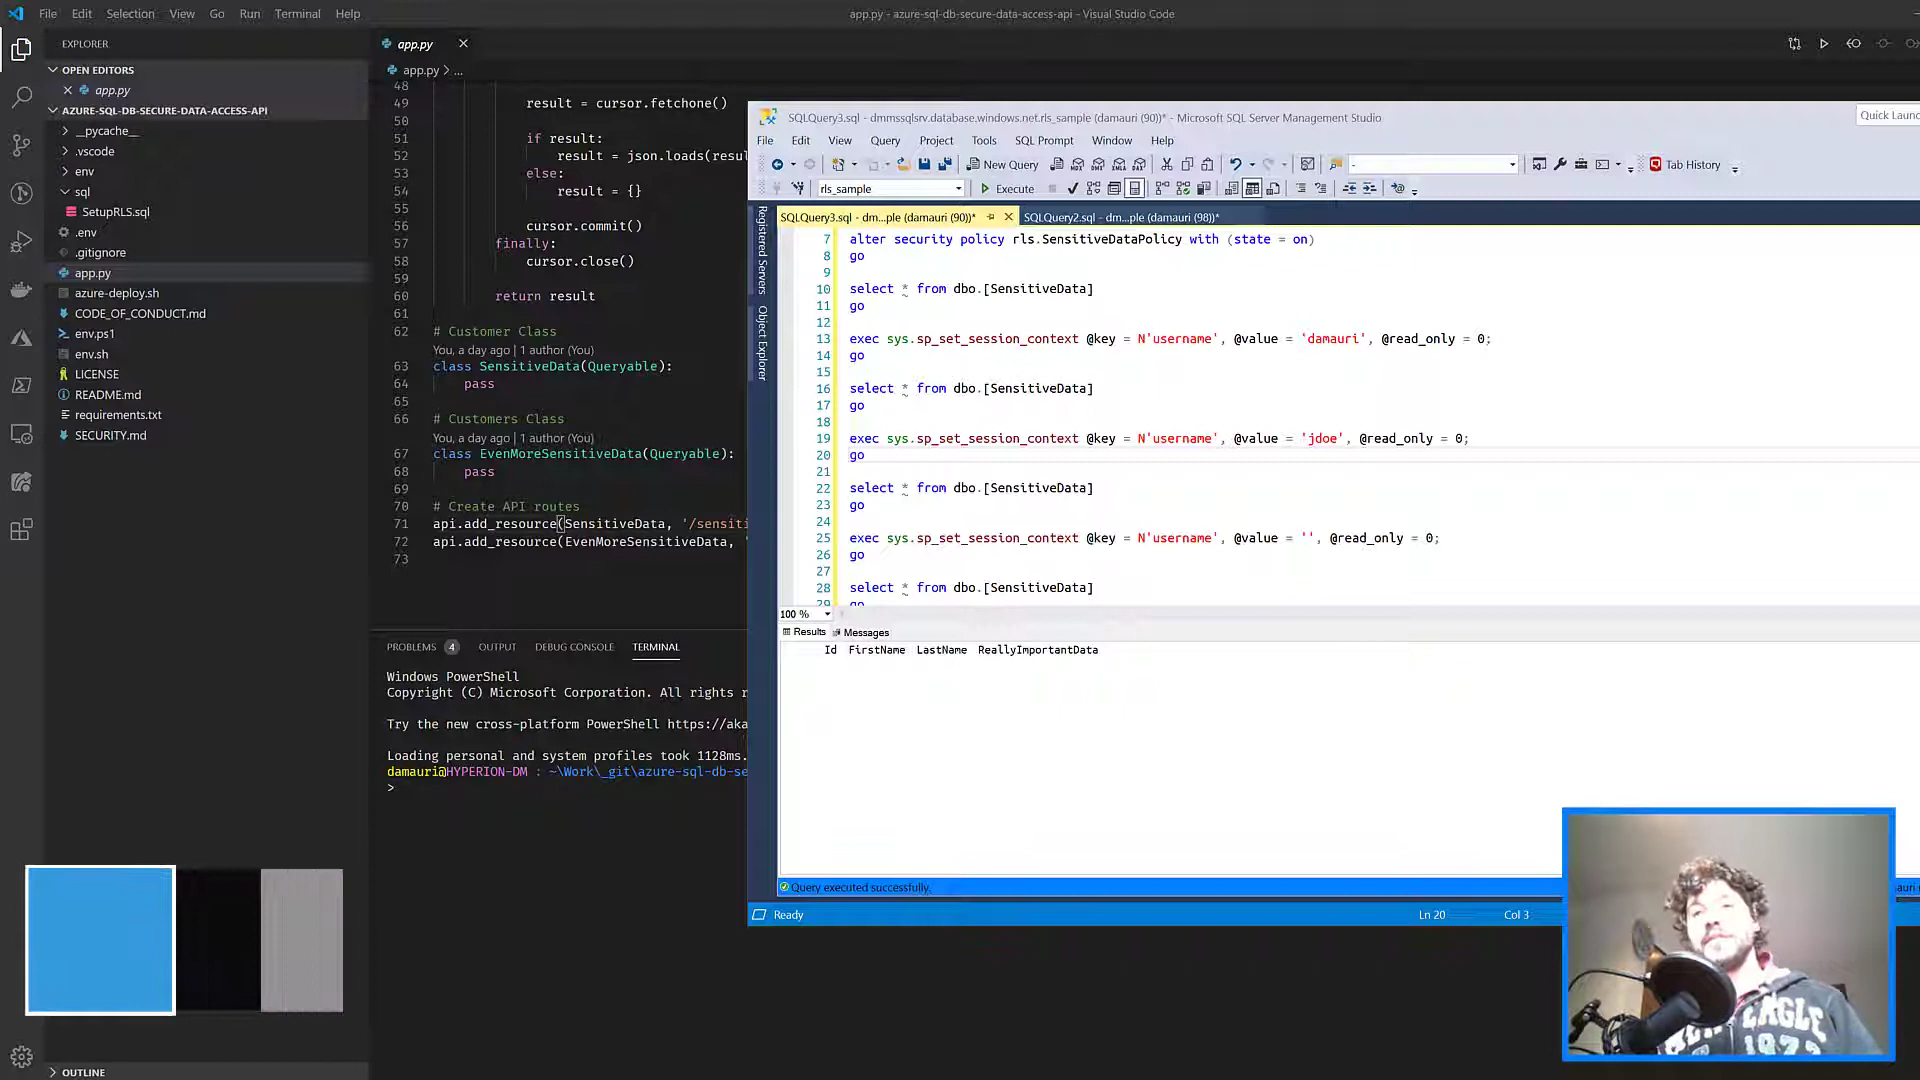 File Edit Selection View Go Run Terminal Help
app.py - azure-sql-db-secure-data-access-api - Visual Studio Code
EXPLORER
OPEN EDITORS
app.py
AZURE-SQL-DB-SECURE-DATA-ACCESS-API
__pycache__
.vscode
env
sql
SetupRLS.sql
.env
.gitignore
app.py
azure-deploy.sh
CODE_OF_CONDUCT.md
env.ps1
env.sh
LICENSE
README.md
requirements.txt
SECURITY.md
OUTLINE
app.py
app.py > ...
48
49 result = cursor.fetchone()
50
51 if result:
52 result = json.loads(resul
53 else:
54 result = {}
55
56 cursor.commit()
57 finally:
58 cursor.close()
59
60 return result
61
62 # Customer Class
You, a day ago | 1 author (You)
63 class SensitiveData(Queryable):
64 pass
65
66 # Customers Class
You, a day ago | 1 author (You)
67 class EvenMoreSensitiveData(Queryable):
68 pass
69
70 # Create API routes
71 api.add_resource(SensitiveData, '/sensiti
72 api.add_resource(EvenMoreSensitiveData, '
73
PROBLEMS 4 OUTPUT DEBUG CONSOLE TERMINAL
Windows PowerShell
Copyright (C) Microsoft Corporation. All rights r
Try the new cross-platform PowerShell https://aka
Loading personal and system profiles took 1128ms.
damauri@HYPERION-DM : ~\Work\_git\azure-sql-db-se
>
SQLQuery3.sql - dmmssqlsrv.database.windows.net.rls_sample (damauri (90))* - Microsoft SQL Server Management Studio
Quick Launc
File Edit View Query Project Tools SQL Prompt Window Help
New Query
Tab History
rls_sample Execute
SQLQuery3.sql - dm...ple (damauri (90))* SQLQuery2.sql - dm...ple (damauri (98))*
Registered Servers
Object Explorer
7 alter security policy rls.SensitiveDataPolicy with (state = on)
8 go
9
10 select * from dbo.[SensitiveData]
11 go
12
13 exec sys.sp_set_session_context @key = N'username', @value = 'damauri', @read_only = 0;
14 go
15
16 select * from dbo.[SensitiveData]
17 go
18
19 exec sys.sp_set_session_context @key = N'username', @value = 'jdoe', @read_only = 0;
20 go
21
22 select * from dbo.[SensitiveData]
23 go
24
25 exec sys.sp_set_session_context @key = N'username', @value = '', @read_only = 0;
26 go
27
28 select * from dbo.[SensitiveData]
29 go
100 %
Results Messages
Id FirstName LastName ReallyImportantData
Query executed successfully.
auri
Ready Ln 20 Col 3
EAGLE
1973